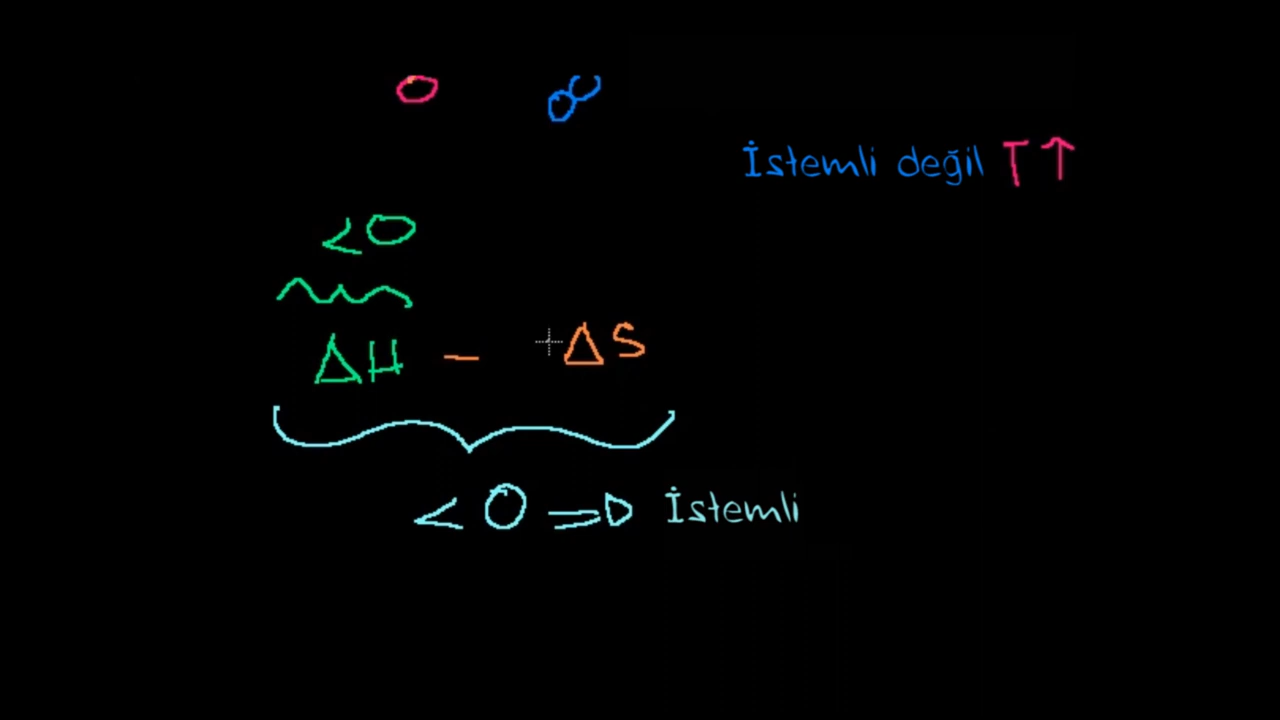 İstemli değil T↑
<0
ΔH - ΔS
<0 => İstemli